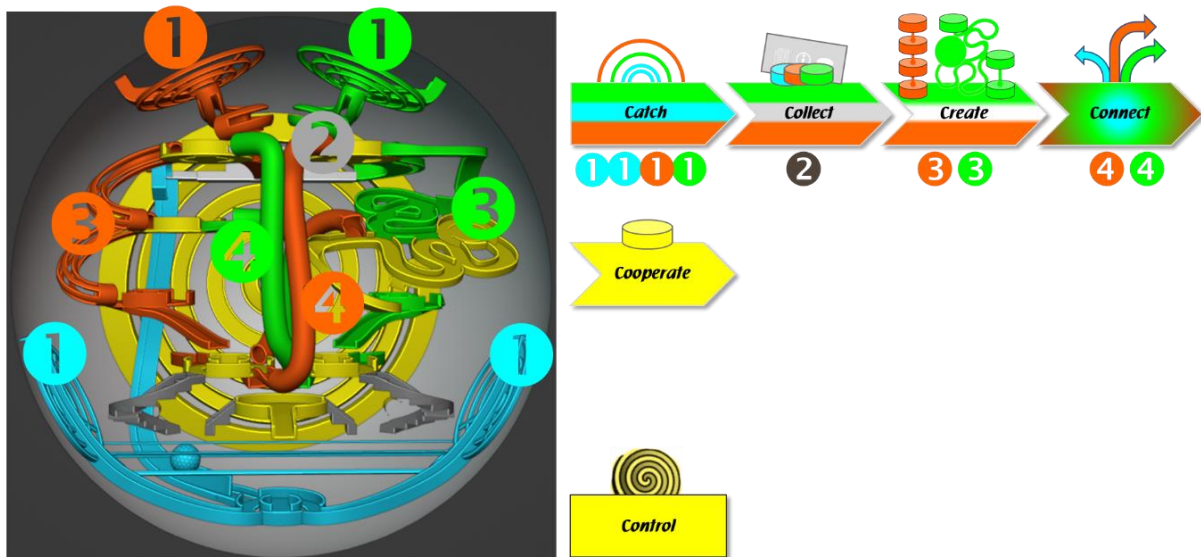 1 1
2
3 3
4
4
1 1
Catch Collect Create Connect
1 1 1 1 2 3 3 4 4
Cooperate
Control